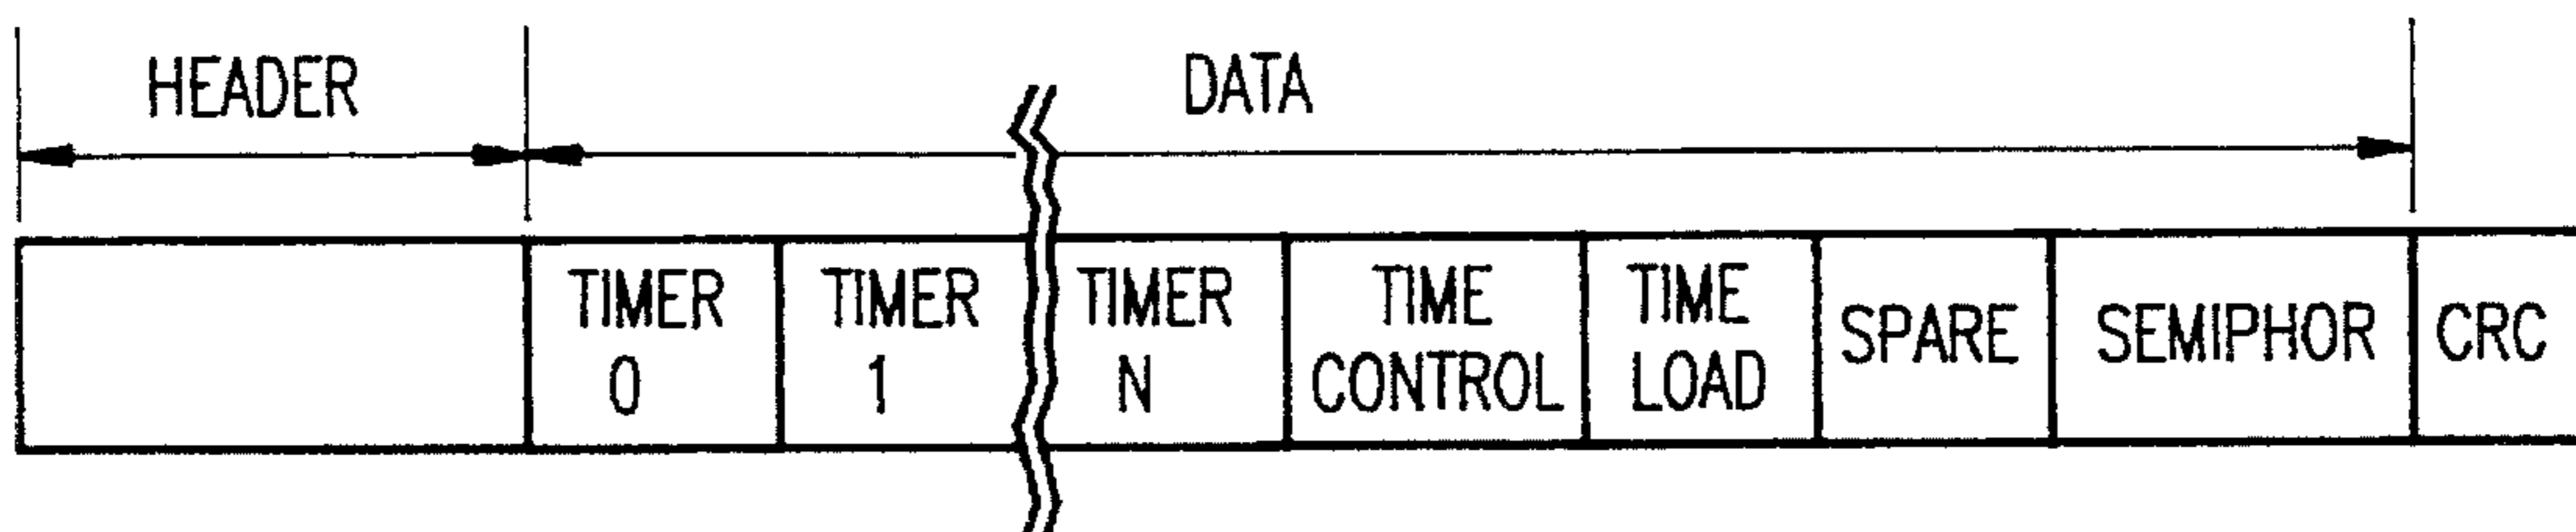 HEADER
DATA
TIMER
0
TIMER
1
TIMER
N
TIME
CONTROL
TIME
LOAD
SPARE
SEMIPHOR
CRC